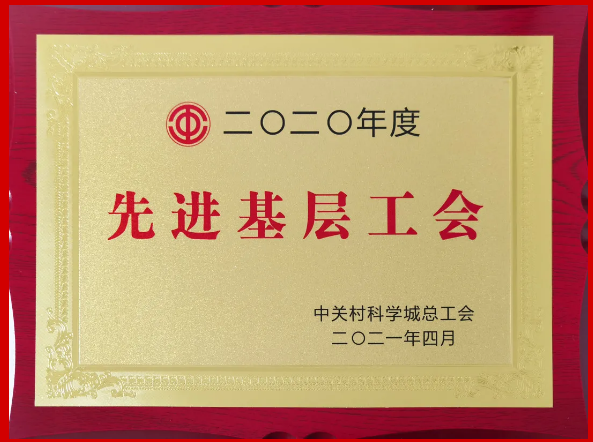 二〇二〇年度
先进基层工会
中关村科学城总工会
二〇二一年四月